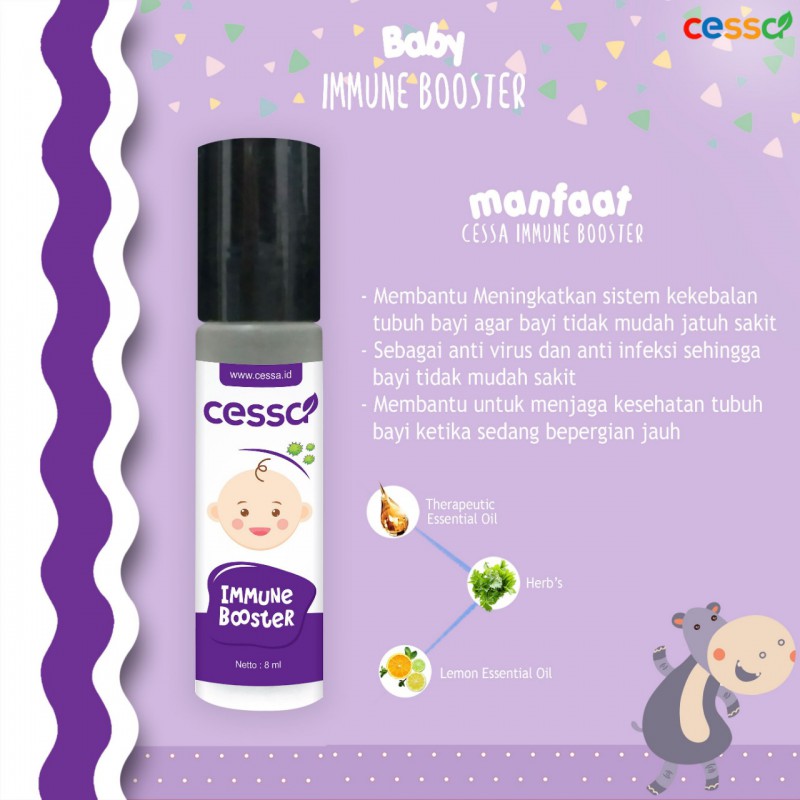 cessa
Baby
IMMUNE BOOSTER
manfaat
CESSA IMMUNE BOOSTER
- Membantu Meningkatkan sistem kekebalan
tubuh bayi agar bayi tidak mudah jatuh sakit
- Sebagai anti virus dan anti infeksi sehingga
bayi tidak mudah sakit
- Membantu untuk menjaga kesehatan tubuh
bayi ketika sedang bepergian jauh
www.cessa.id
cessa
IMMUNE
BOOSTER
Netto : 8 ml
Therapeutic
Essential Oil
Herb's
Lemon Essential Oil